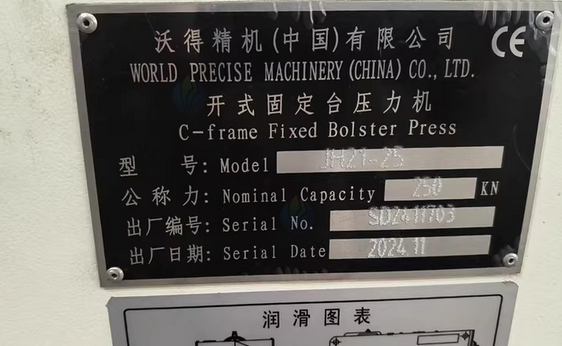 沃得精机(中国)有限公司
CE
WORLD PRECISE MACHINERY(CHINA) CO., LTD.
开式固定台压力机
C-frame Fixed Bolster Press
型 号: Model JH21-25
公称力: Nominal Capacity 250 KN
出厂编号: Serial No. SD2411703
出厂日期: Serial Date 2024.11
润滑图表